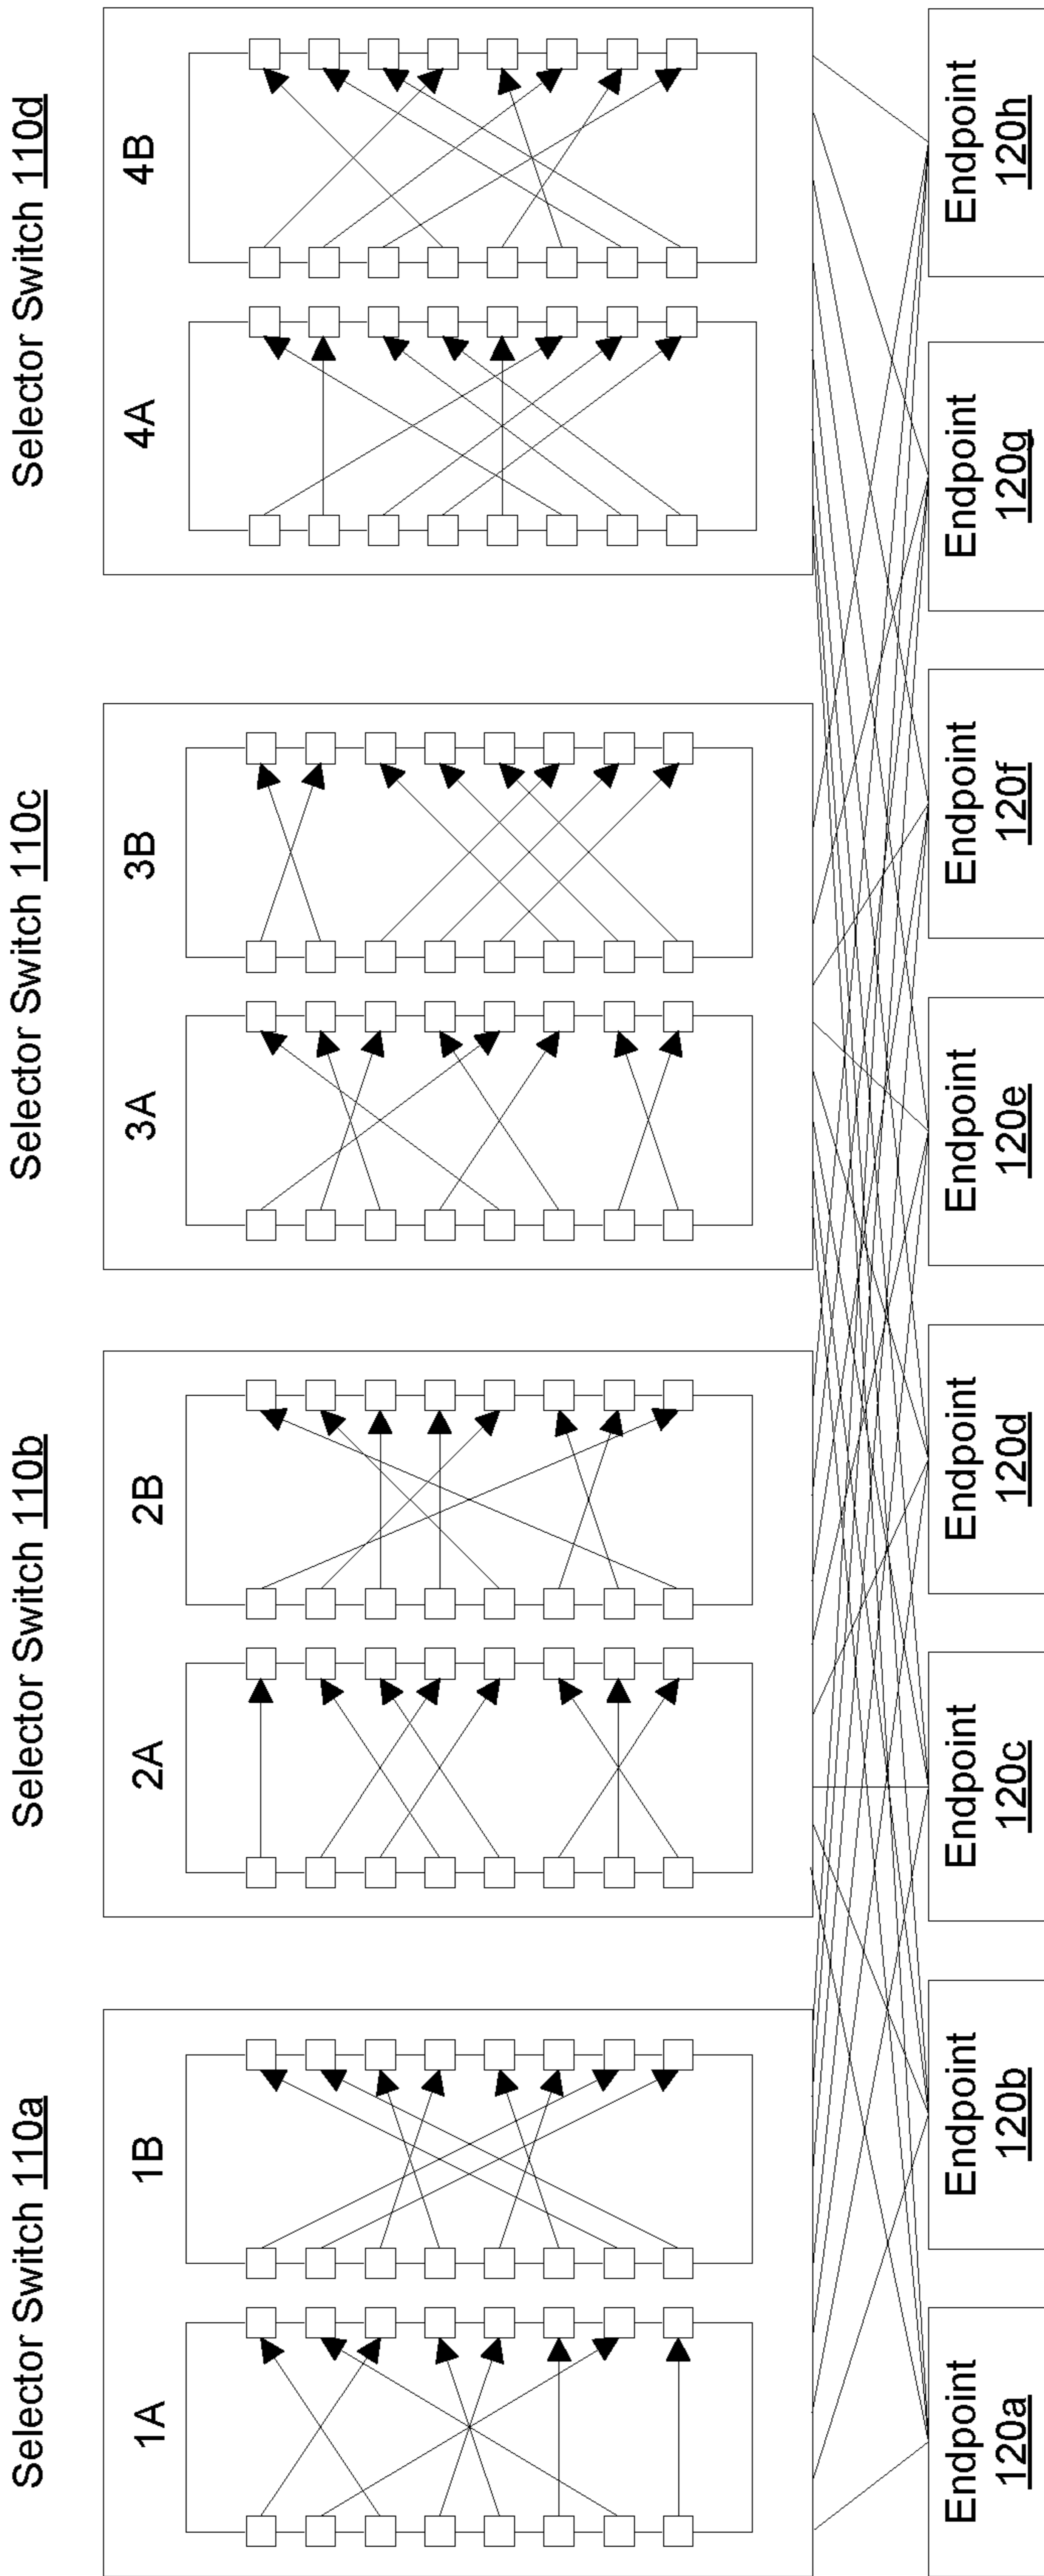 Selector Switch 110a
Selector Switch 110b
Selector Switch 110c
Selector Switch 110d
1A
1B
2A
2B
3A
3B
4A
4B
Endpoint
120a
Endpoint
120b
Endpoint
120c
Endpoint
120d
Endpoint
120e
Endpoint
120f
Endpoint
120g
Endpoint
120h